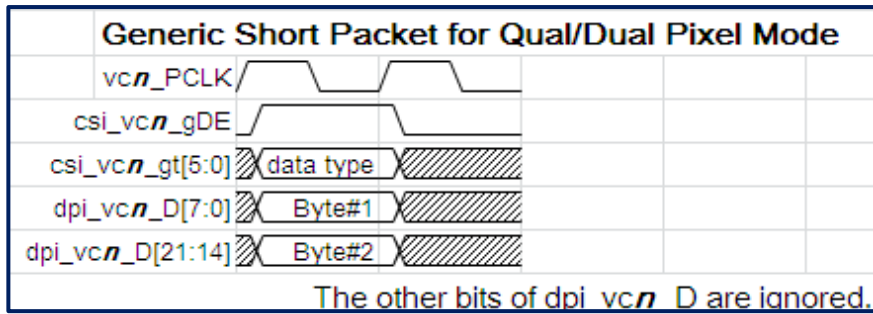 Generic Short Packet for Qual/Dual Pixel Mode
vcn_PCLK
csi_vcn_gDE
csi_vcn_gt[5:0] data type
dpi_vcn_D[7:0] Byte#1
dpi_vcn_D[21:14] Byte#2
The other bits of dpi_vcn_D are ignored.